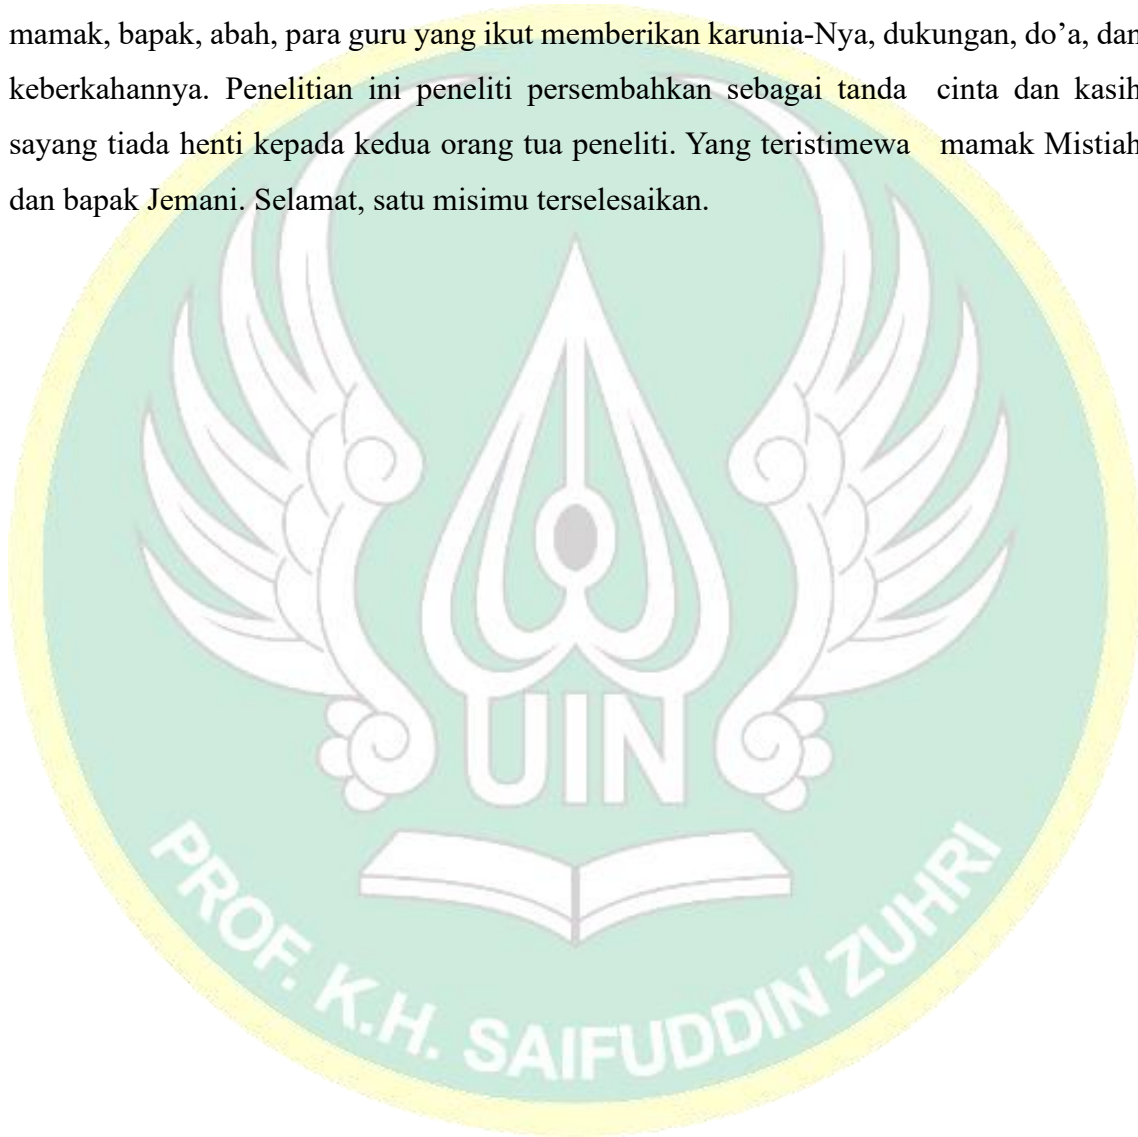 mamak, bapak, abah, para guru yang ikut memberikan karunia-Nya, dukungan, do’a, dan
keberkahannya. Penelitian ini peneliti persembahkan sebagai tanda cinta dan kasih
sayang tiada henti kepada kedua orang tua peneliti. Yang teristimewa mamak Mistiah
dan bapak Jemani. Selamat, satu misimu terselesaikan.
UIN
PROF. K.H. SAIFUDDIN ZUHRI